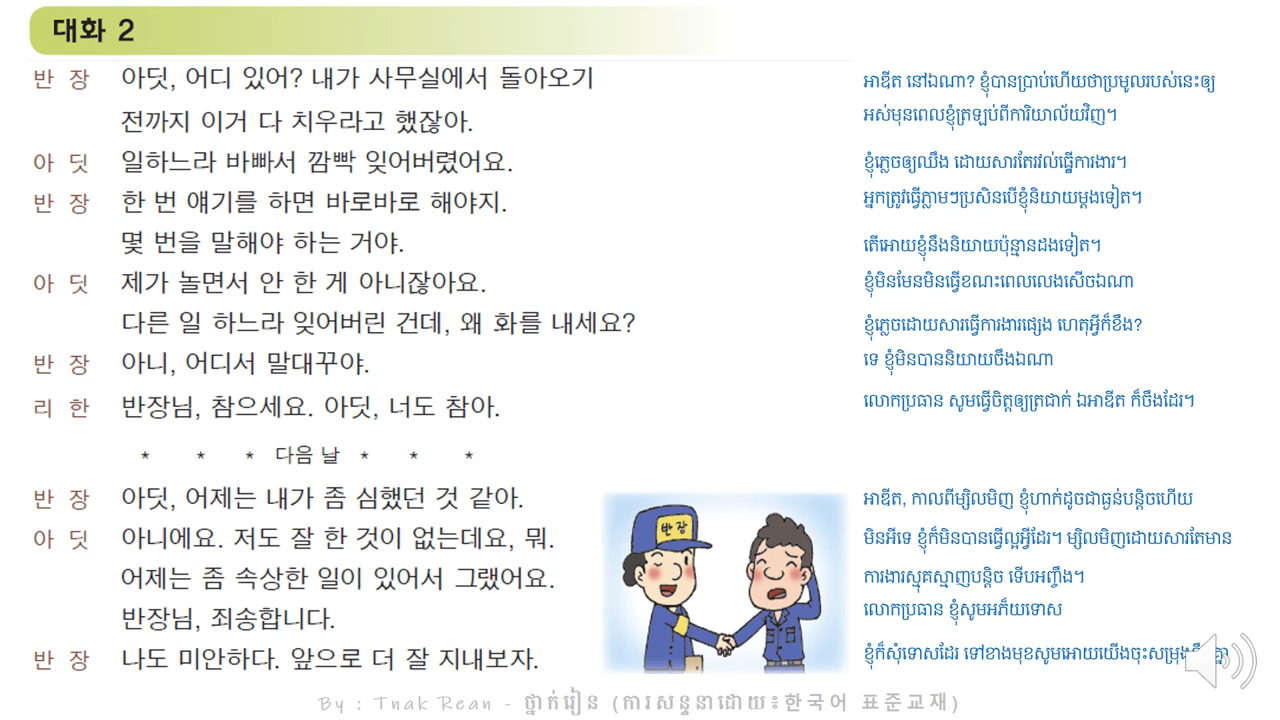 대화 2
반 장 아딧, 어디 있어? 내가 사무실에서 돌아오기
전까지 이거 다 치우라고 했잖아.
아 딧 일하느라 바빠서 깜빡 잊어버렸어요.
반 장 한 번 얘기를 하면 바로바로 해야지.
몇 번을 말해야 하는 거야.
아 딧 제가 놀면서 안 한 게 아니잖아요.
다른 일 하느라 잊어버린 건데, 왜 화를 내세요?
반 장 아니, 어디서 말대꾸야.
리 한 반장님, 참으세요. 아딧, 너도 참아.
* * * 다음 날 * * *
반 장 아딧, 어제는 내가 좀 심했던 것 같아.
아 딧 아니에요. 저도 잘 한 것이 없는데요, 뭐.
어제는 좀 속상한 일이 있어서 그랬어요.
반장님, 죄송합니다.
반 장 나도 미안하다. 앞으로 더 잘 지내보자.
반장
អាឌីត នៅឯណា? ខ្ញុំបានប្រាប់ហើយថាប្រមូលរបស់នេះឲ្យ
អស់មុនពេលខ្ញុំត្រឡប់ពីការិយាល័យវិញ។
ខ្ញុំភ្លេចឲ្យឈឹង ដោយសារតែរវល់ធ្វើការងារ។
អ្នកត្រូវធ្វើភ្លាមៗប្រសិនបើខ្ញុំនិយាយម្ដងទៀត។
តើអោយខ្ញុំនឹងនិយាយប៉ុន្មានដងទៀត។
ខ្ញុំមិនមែនមិនធ្វើខណះពេលលេងសើចឯណា
ខ្ញុំភ្លេចដោយសារធ្វើការងារផ្សេង ហេតុអ្វីក៏ខឹង?
ទេ ខ្ញុំមិនបាននិយាយចឹងឯណា
លោកប្រធាន សូមធ្វើចិត្តឲ្យត្រជាក់ ឯអាឌីត ក៏ចឹងដែរ។
អាឌីត, កាលពីម្សិលមិញ ខ្ញុំហាក់ដូចជាធ្ងន់បន្តិចហើយ
មិនអីទេ ខ្ញុំក៏មិនបានធ្វើល្អអ្វីដែរ។ ម្សិលមិញដោយសារតែមាន
ការងារស្មុគស្មាញបន្តិច ទើបអញ្ចឹង។
លោកប្រធាន ខ្ញុំសូមអភ័យទោស
ខ្ញុំក៏សុំទោសដែរ ទៅខាងមុខសូមអោយយើងចុះសម្រុង
By : Tnak Rean - ថ្នាក់រៀន (ការសន្ទនាដោយ៖한국어 표준교재)